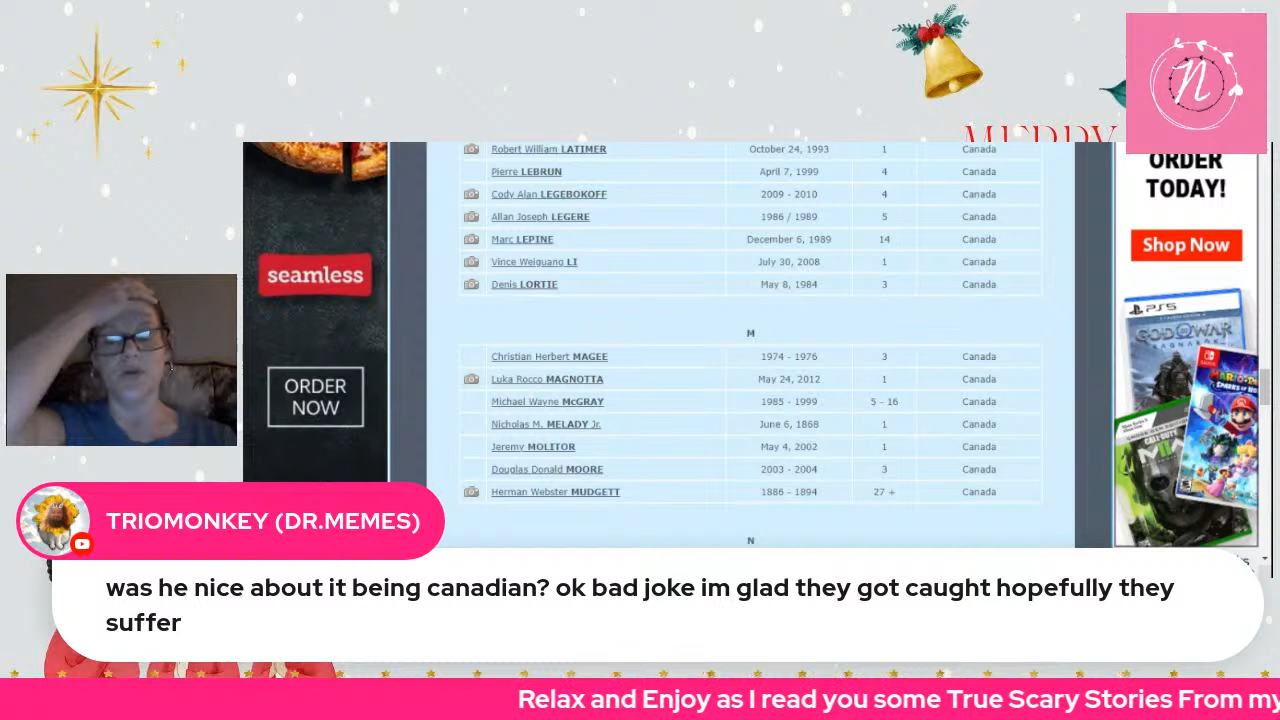 MERRY
n
ORDER
TODAY!
Shop Now
PS5
GOD WAR
RAGNAROK
seamless
ORDER
NOW
Robert William LATIMER October 24, 1993 1 Canada
Pierre LEBRUN April 7, 1999 4 Canada
Cody Alan LEGEBOKOFF 2009 - 2010 4 Canada
Allan Joseph LEGERE 1986 / 1989 5 Canada
Marc LEPINE December 6, 1989 14 Canada
Vince Weiguang LI July 30, 2008 1 Canada
Denis LORTIE May 8, 1984 3 Canada
M
Christian Herbert MAGEE 1974 - 1976 3 Canada
Luka Rocco MAGNOTTA May 24, 2012 1 Canada
Michael Wayne McGRAY 1985 - 1999 5 - 16 Canada
Nicholas M. MELADY Jr. June 6, 1868 1 Canada
Jeremy MOLITOR May 4, 2002 1 Canada
Douglas Donald MOORE 2003 - 2004 3 Canada
Herman Webster MUDGETT 1886 - 1894 27 + Canada
N
TRIOMONKEY (DR.MEMES)
was he nice about it being canadian? ok bad joke im glad they got caught hopefully they
suffer
Relax and Enjoy as I read you some True Scary Stories From my